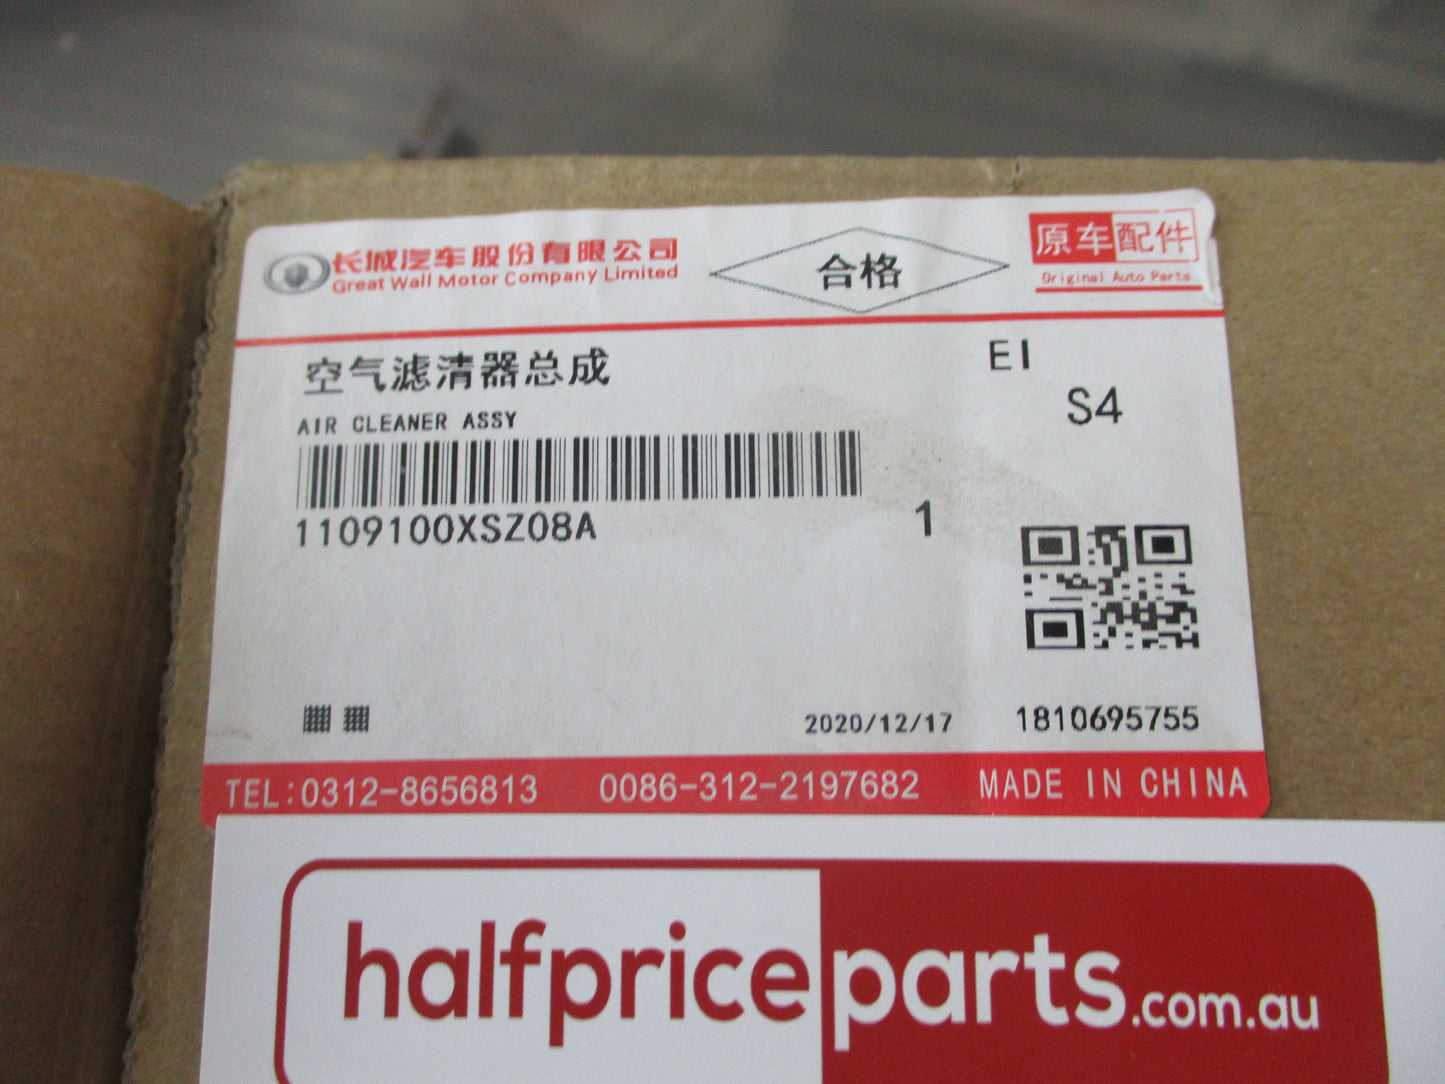 长城汽车股份有限公司
Great Wall Motor Company Limited
合格
原车配件
Original Auto Parts
空气滤清器总成
AIR CLEANER ASSY
EI
S4
1109100XSZ08A
1
2020/12/17
1810695755
TEL:0312-8656813 0086-312-2197682 MADE IN CHINA
halfpriceparts.com.au